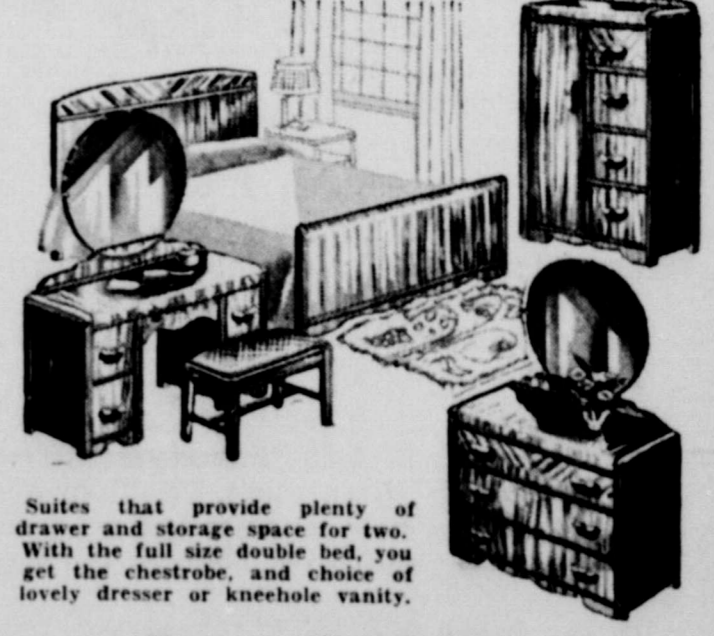 Suites that provide plenty of
drawer and storage space for two.
With the full size double bed, you
get the chestrobe, and choice of
lovely dresser or kneehole vanity.